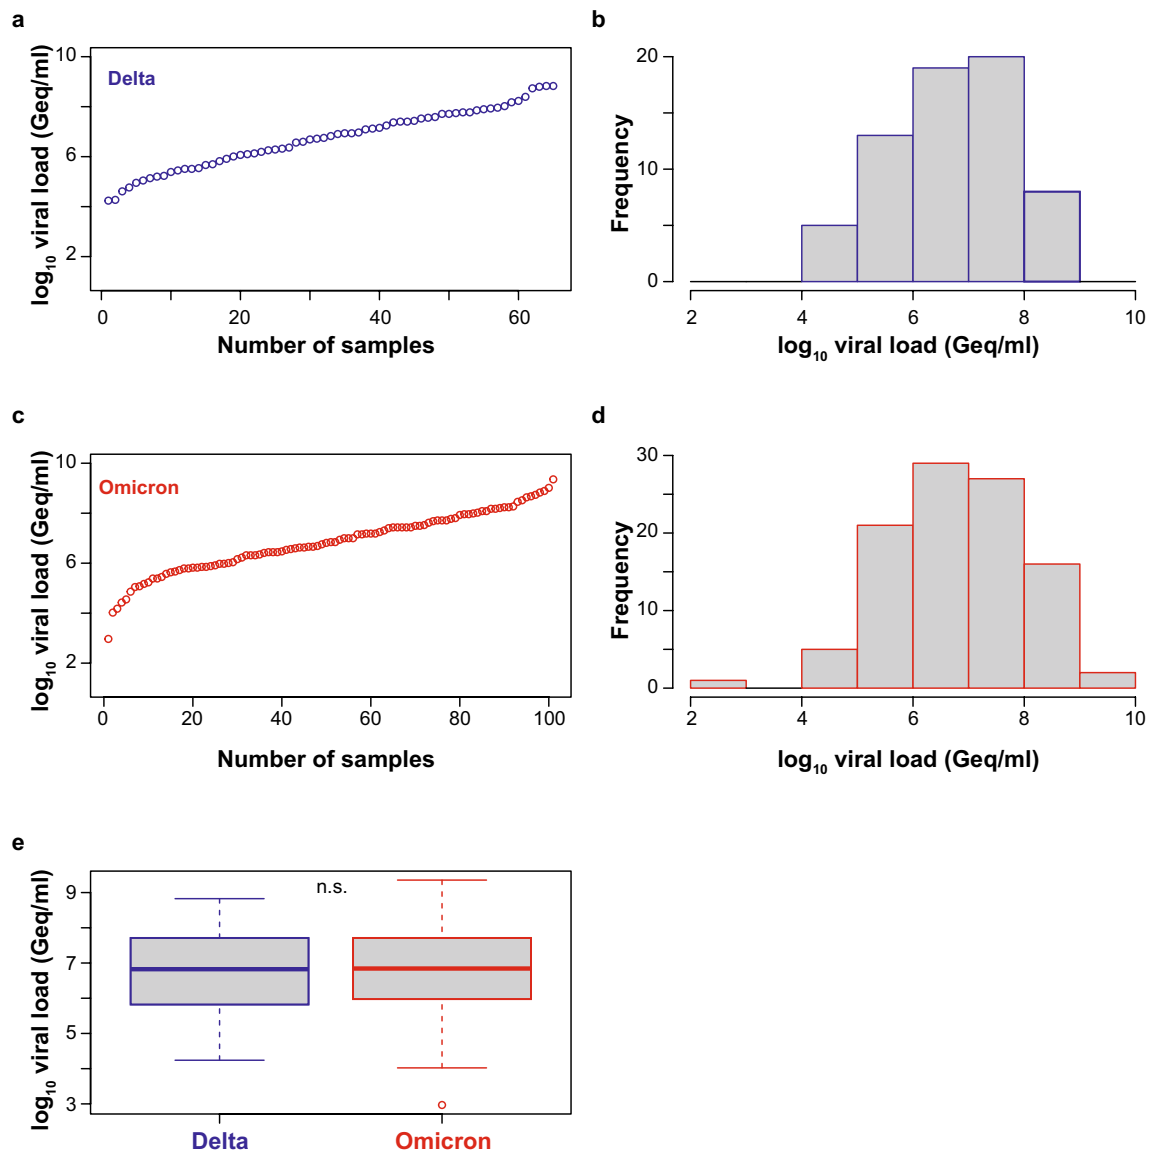 a
log10 viral load (Geq/ml)
10
6
2
Delta
0 20 40 60
Number of samples
b
Frequency
20
10
0
2 4 6 8 10
log10 viral load (Geq/ml)
c
log10 viral load (Geq/ml)
10
6
2
Omicron
0 20 40 60 80 100
Number of samples
d
Frequency
30
20
10
0
2 4 6 8 10
log10 viral load (Geq/ml)
e
log10 viral load (Geq/ml)
9
7
5
3
n.s.
Delta Omicron